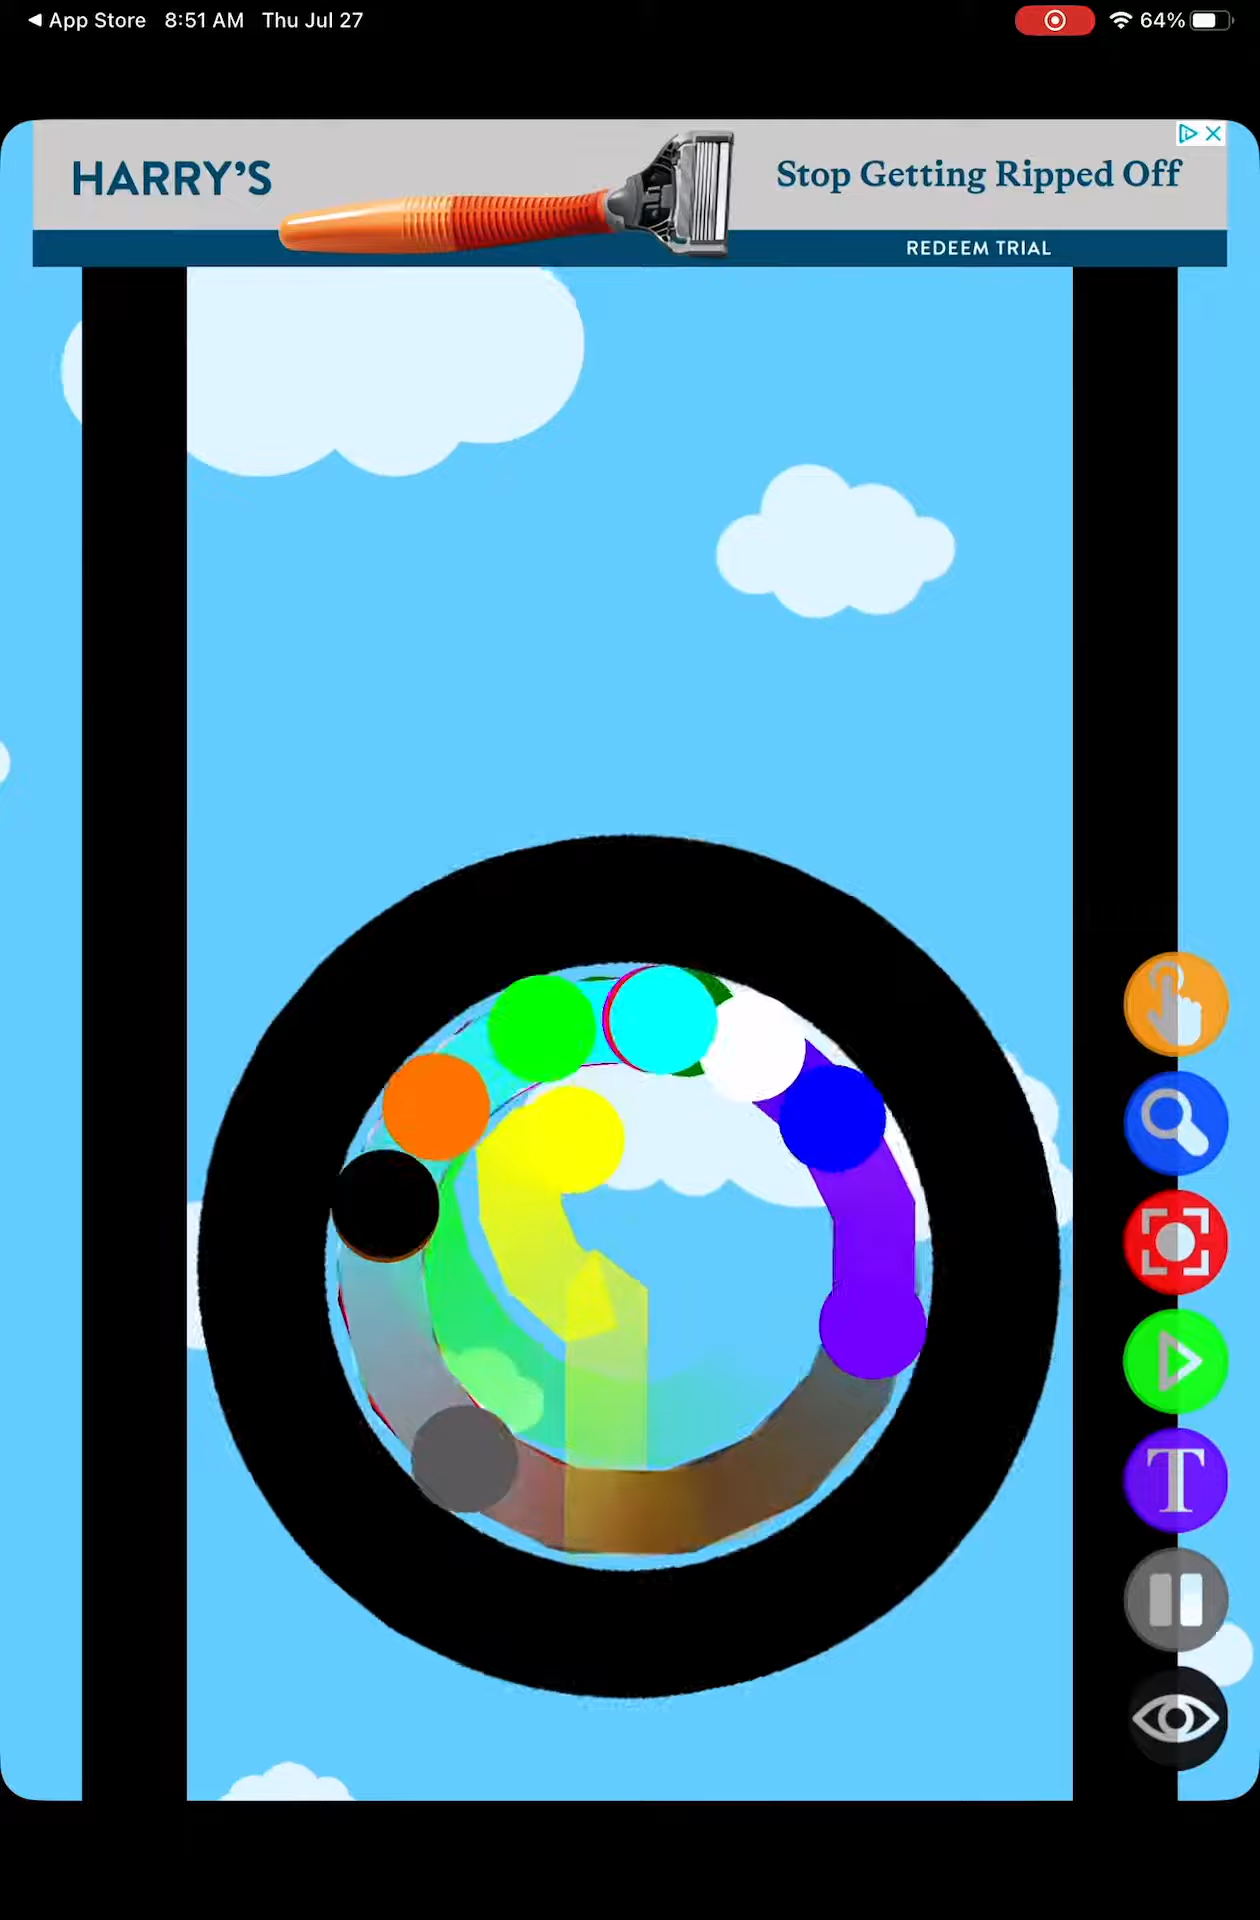 ◀ App Store 8:51 AM Thu Jul 27 64%
HARRY'S
Stop Getting Ripped Off
REDEEM TRIAL
T